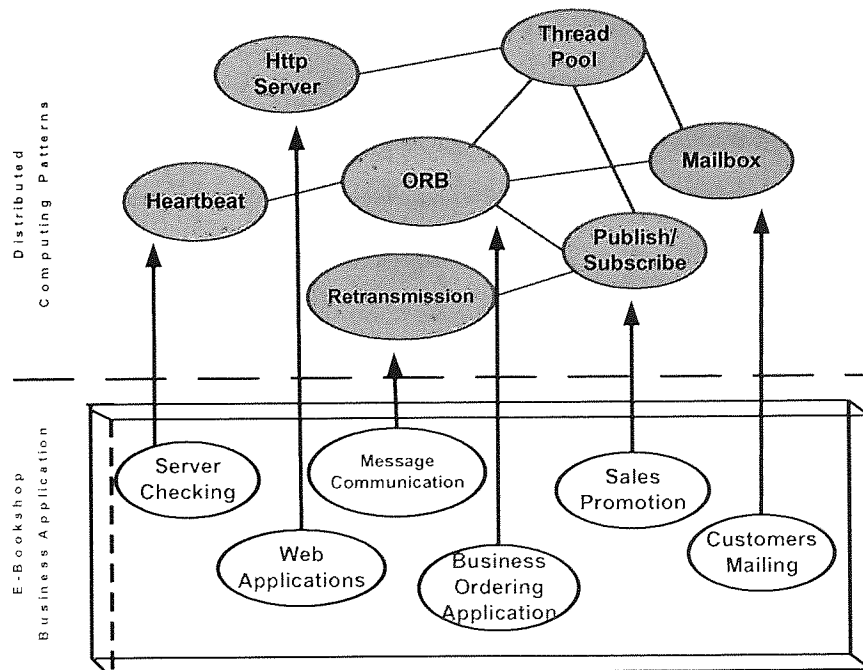 Distributed
Computing Patterns
Http
Server
Thread
Pool
Heartbeat
ORB
Mailbox
Publish/
Subscribe
Retransmission
E-Bookshop
Business Application
Server
Checking
Message
Communication
Sales
Promotion
Web
Applications
Business
Ordering
Application
Customers
Mailing